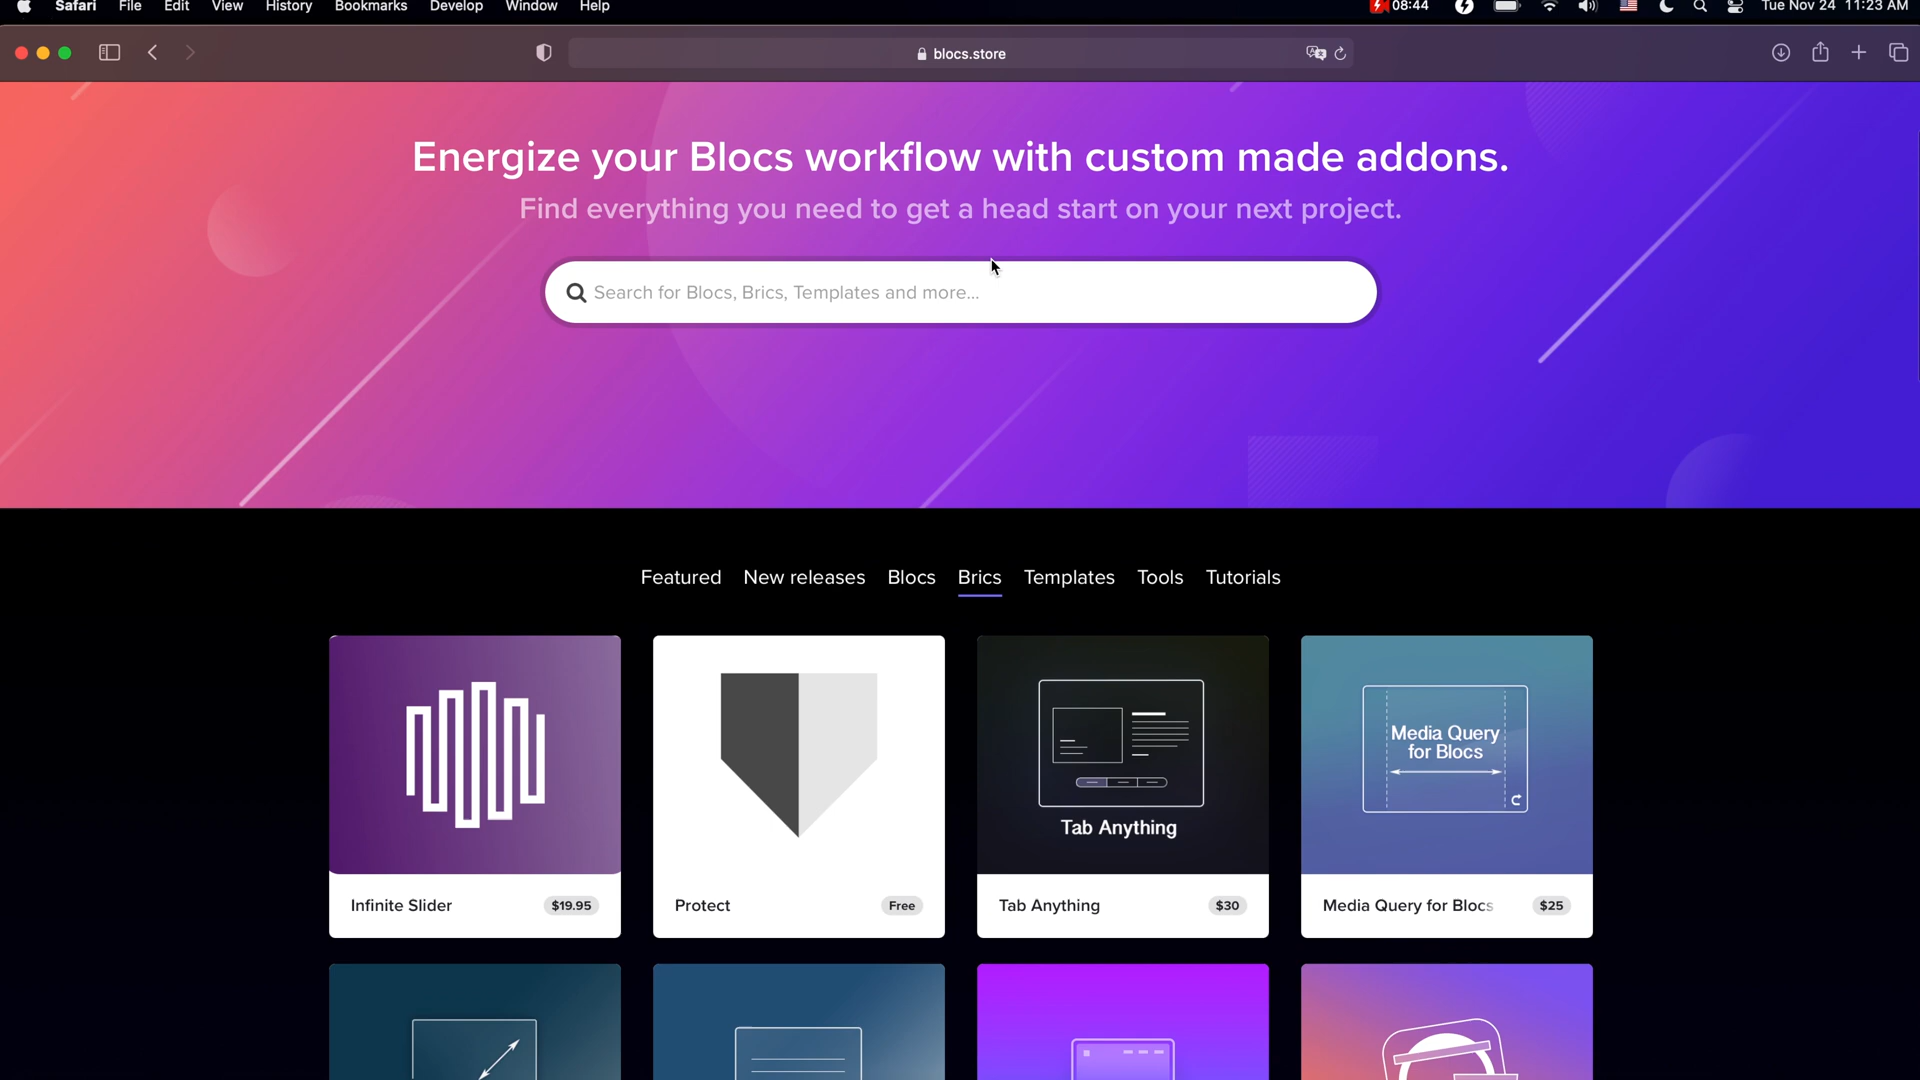 Safari File Edit View History Bookmarks Develop Window Help 08:44 Tue Nov 24 11:23 AM
blocs.store
Energize your Blocs workflow with custom made addons.
Find everything you need to get a head start on your next project.
Search for Blocs, Brics, Templates and more...
Featured New releases Blocs Brics Templates Tools Tutorials
Media Query
for Blocs
Tab Anything
Infinite Slider $19.95 Protect Free Tab Anything $30 Media Query for Blocs $25